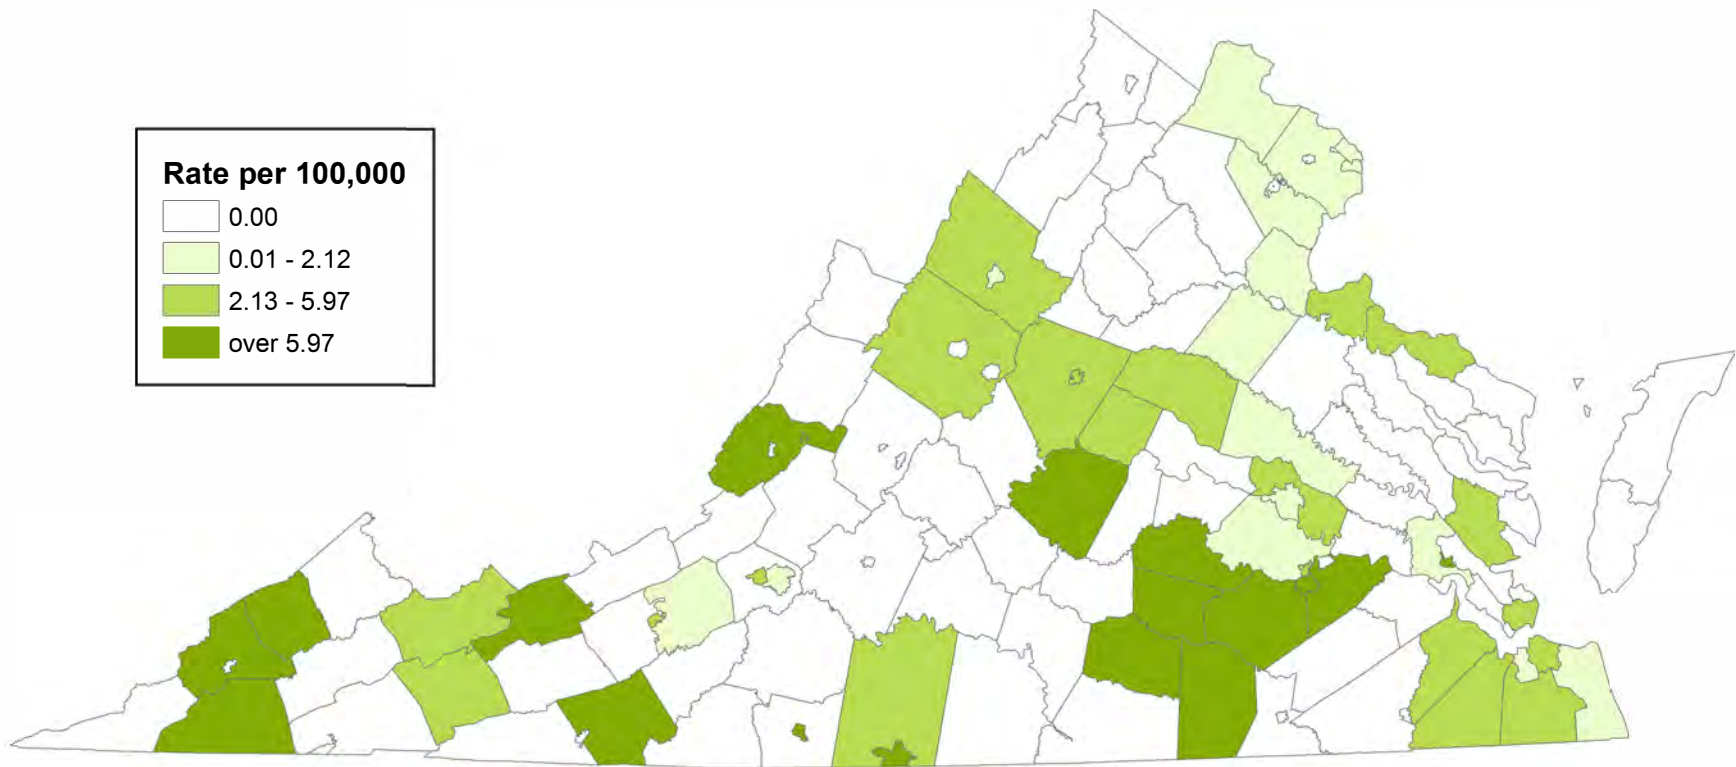 Rate per 100,000
0.00
0.01 - 2.12
2.13 - 5.97
over 5.97